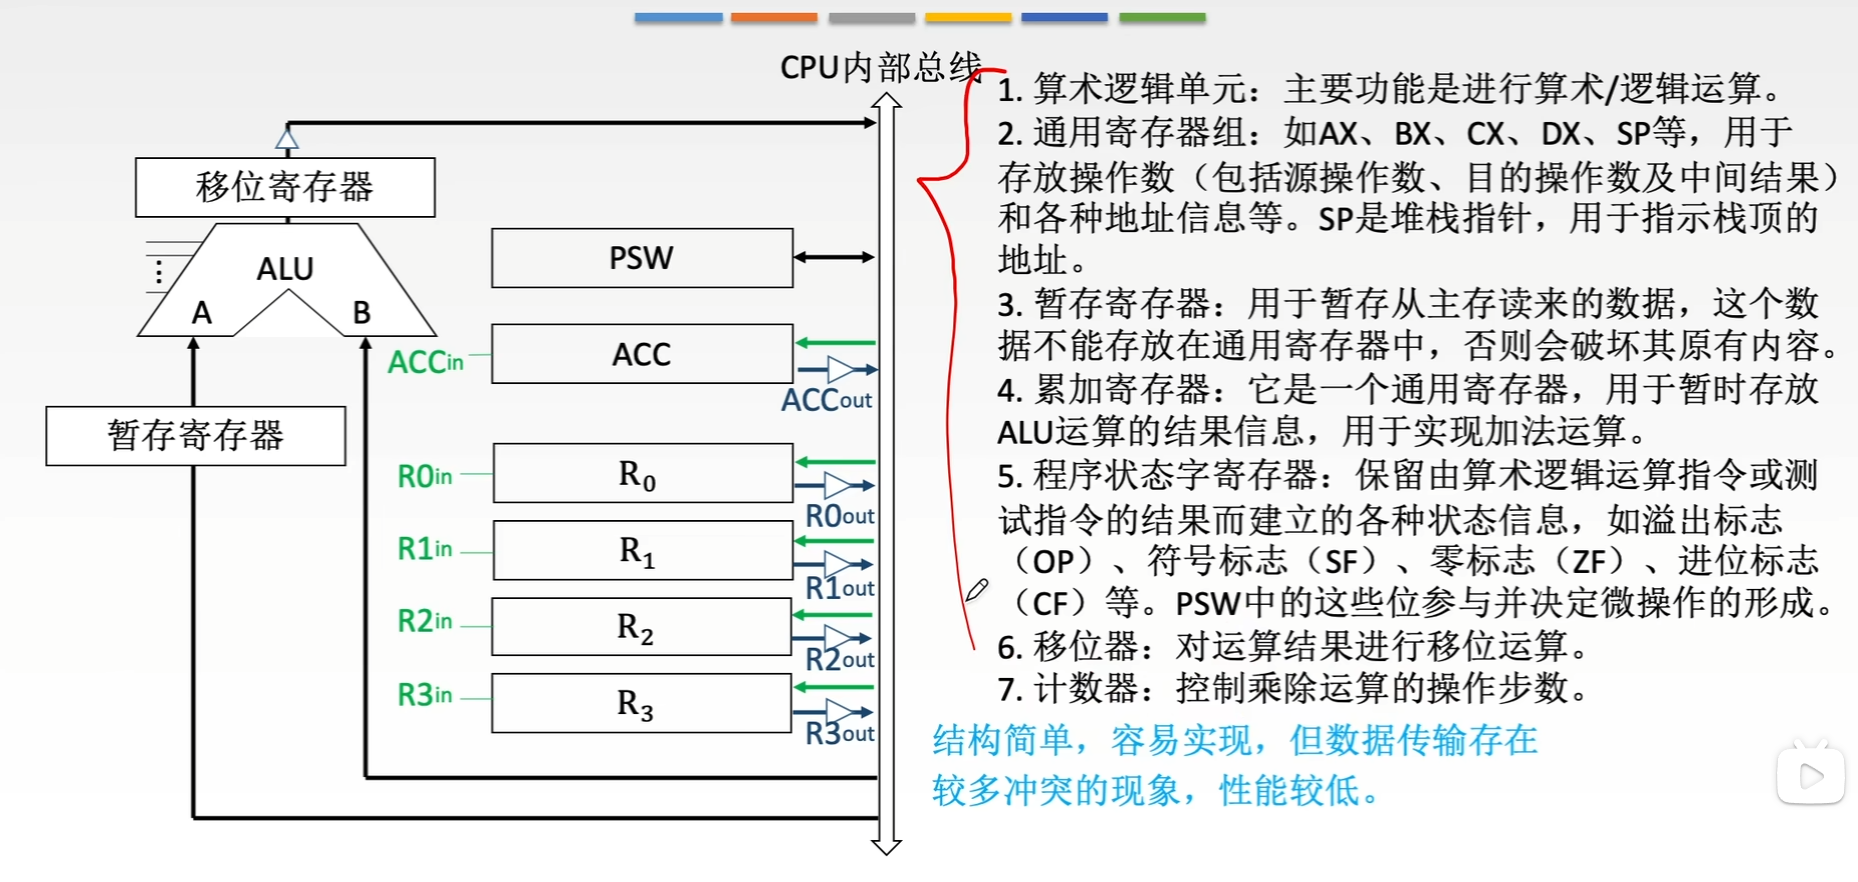 CPU内部总线
移位寄存器
ALU
A
B
暂存寄存器
PSW
ACCin
ACC
ACCout
R0in
R0
R0out
R1in
R1
R1out
R2in
R2
R2out
R3in
R3
R3out
1. 算术逻辑单元：主要功能是进行算术/逻辑运算。
2. 通用寄存器组：如AX、BX、CX、DX、SP等，用于
存放操作数（包括源操作数、目的操作数及中间结果）
和各种地址信息等。SP是堆栈指针，用于指示栈顶的
地址。
3. 暂存寄存器：用于暂存从主存读来的数据，这个数
据不能存放在通用寄存器中，否则会破坏其原有内容。
4. 累加寄存器：它是一个通用寄存器，用于暂时存放
ALU运算的结果信息，用于实现加法运算。
5. 程序状态字寄存器：保留由算术逻辑运算指令或测
试指令的结果而建立的各种状态信息，如溢出标志
（OP）、符号标志（SF）、零标志（ZF）、进位标志
（CF）等。PSW中的这些位参与并决定微操作的形成。
6. 移位器：对运算结果进行移位运算。
7. 计数器：控制乘除运算的操作步数。
结构简单，容易实现，但数据传输存在
较多冲突的现象，性能较低。